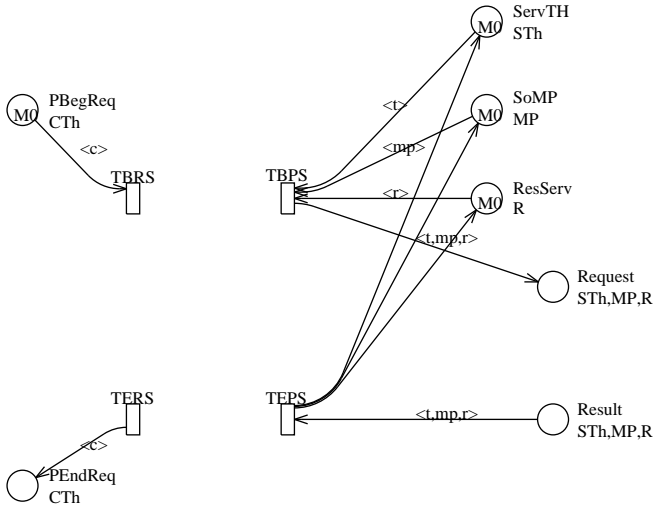 ServTH
STh
M0
<t>
PBegReq
CTh
M0
SoMP
MP
M0
<c>
<mp>
TBRS
TBPS
<r>
ResServ
R
M0
<t,mp,r>
Request
STh,MP,R
TERS
TEPS
<t,mp,r>
Result
STh,MP,R
<c>
PEndReq
CTh